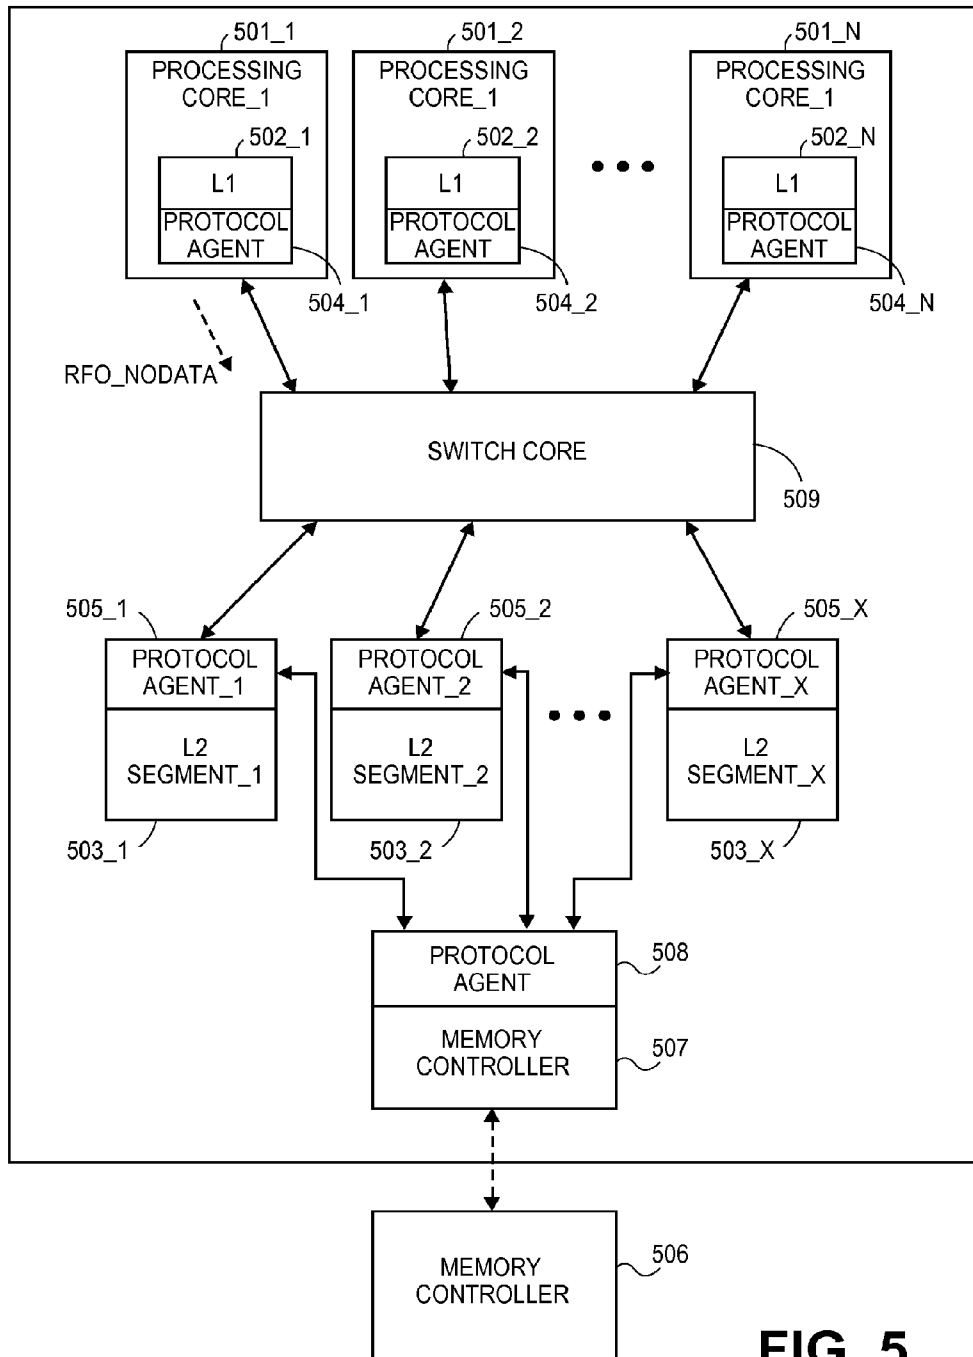 501_1
501_2
501_N
PROCESSING
CORE_1
PROCESSING
CORE_1
PROCESSING
CORE_1
502_1
502_2
502_N
L1
L1
L1
PROTOCOL
AGENT
PROTOCOL
AGENT
PROTOCOL
AGENT
504_1
504_2
504_N
RFO_NODATA
SWITCH CORE
509
505_1
505_2
505_X
PROTOCOL
AGENT_1
PROTOCOL
AGENT_2
PROTOCOL
AGENT_X
L2
SEGMENT_1
L2
SEGMENT_2
L2
SEGMENT_X
503_1
503_2
503_X
PROTOCOL
AGENT
508
MEMORY
CONTROLLER
507
MEMORY
CONTROLLER
506
FIG. 5